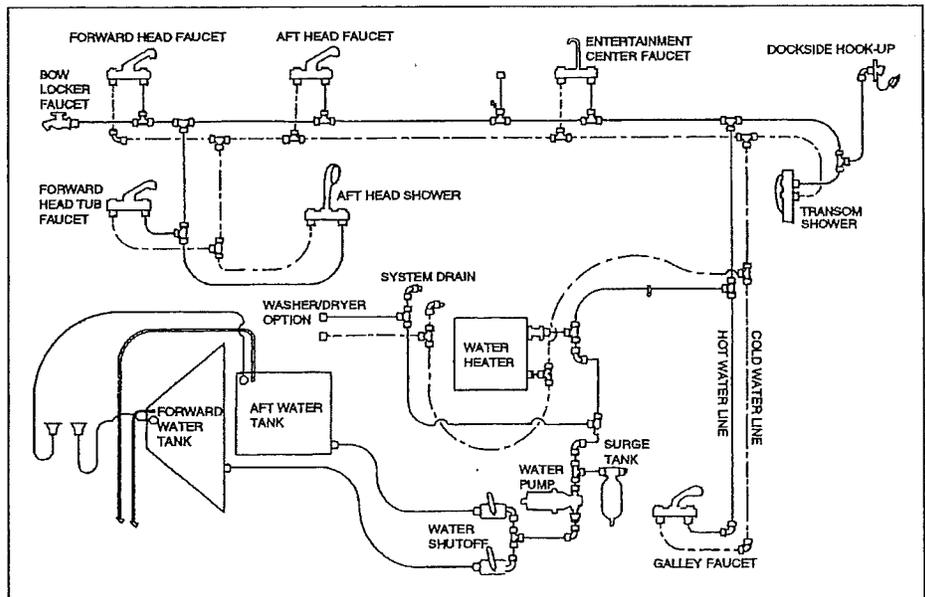 FORWARD HEAD FAUCET
AFT HEAD FAUCET
ENTERTAINMENT
CENTER FAUCET
DOCKSIDE HOOK-UP
BOW
LOCKER
FAUCET
FORWARD
HEAD TUB
FAUCET
AFT HEAD SHOWER
TRANSOM
SHOWER
SYSTEM DRAIN
WASHER/DRYER
OPTION
WATER
HEATER
HOT WATER LINE
COLD WATER LINE
FORWARD
WATER
TANK
AFT WATER
TANK
SURGE
TANK
WATER
PUMP
WATER
SHUTOFF
GALLEY FAUCET